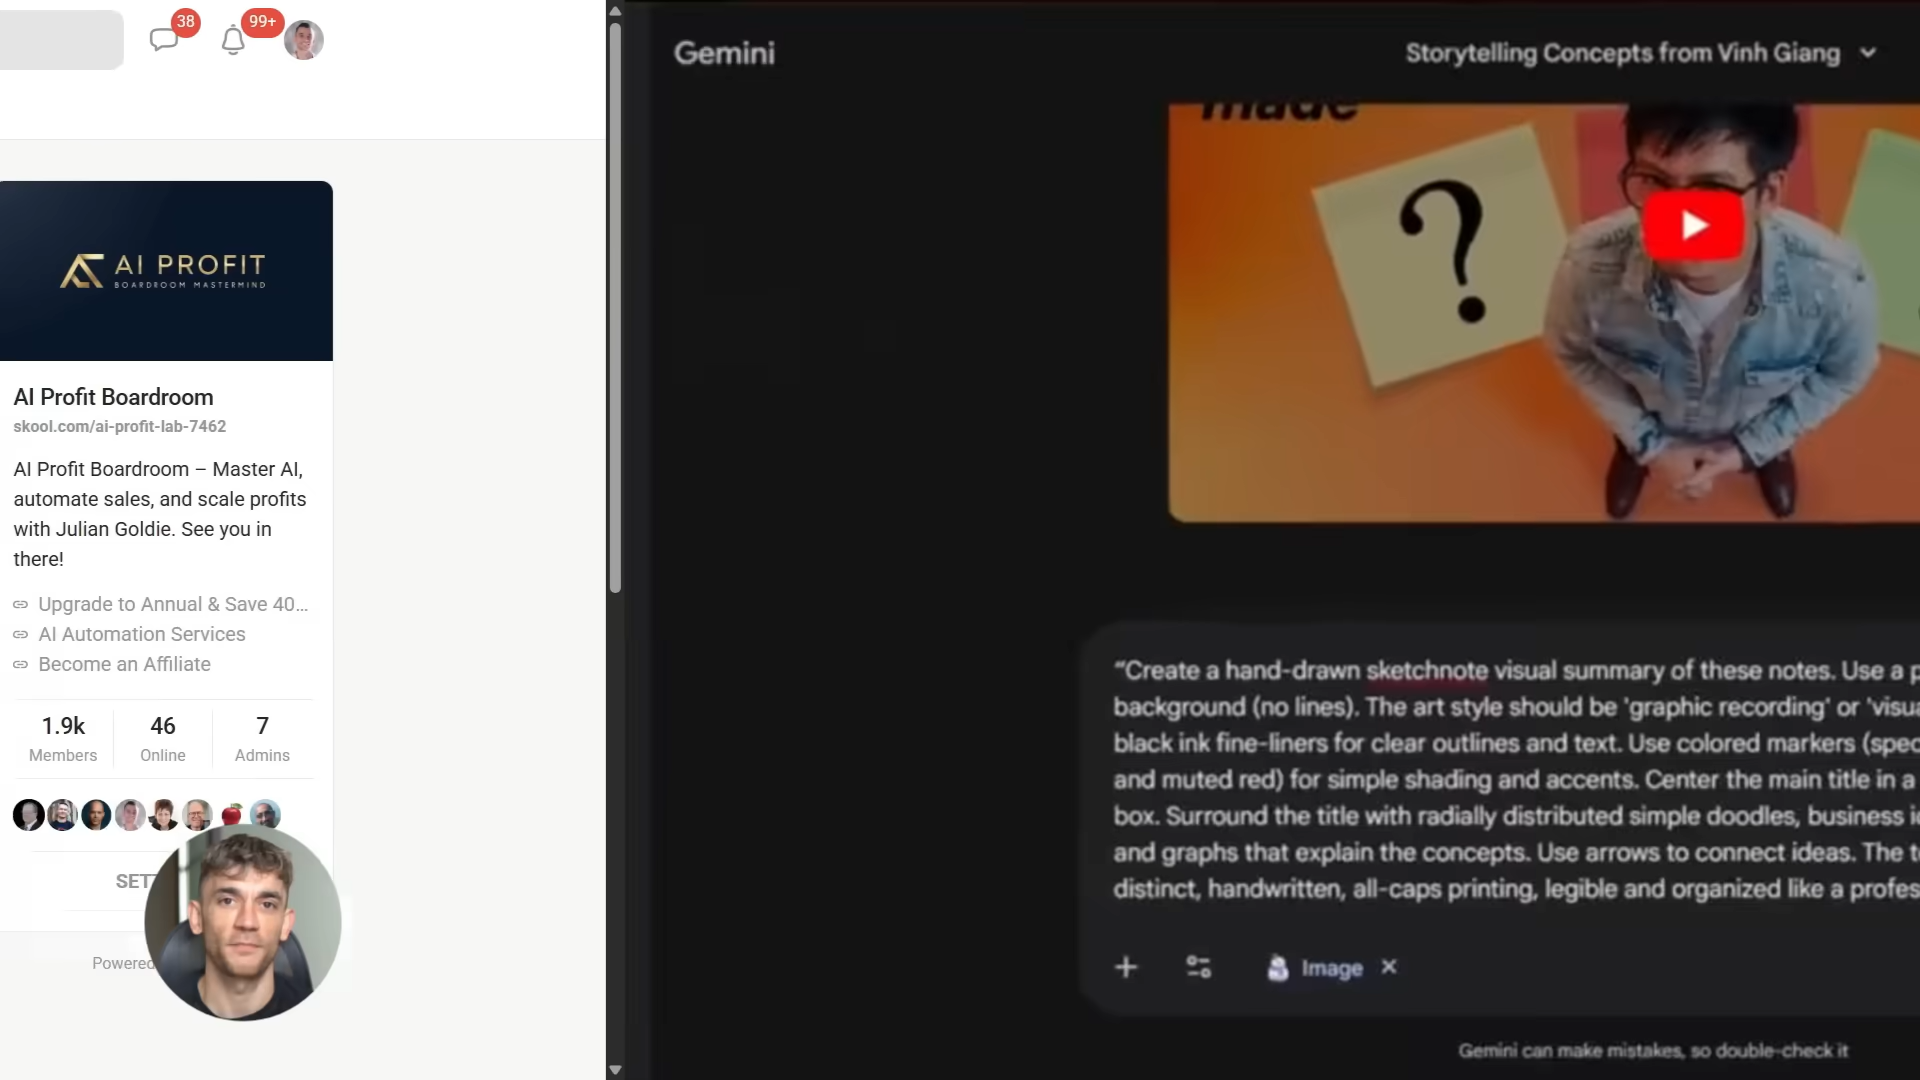 38
99+
AI PROFIT
BOARDROOM MASTERMIND
AI Profit Boardroom
skool.com/ai-profit-lab-7462
AI Profit Boardroom – Master AI,
automate sales, and scale profits
with Julian Goldie. See you in
there!
Upgrade to Annual & Save 40...
AI Automation Services
Become an Affiliate
1.9k
Members
46
Online
7
Admins
SETT
Powered
Gemini
Storytelling Concepts from Vinh Giang
made
?
“Create a hand-drawn sketchnote visual summary of these notes. Use a p
background (no lines). The art style should be 'graphic recording' or 'visua
black ink fine-liners for clear outlines and text. Use colored markers (spec
and muted red) for simple shading and accents. Center the main title in a
box. Surround the title with radially distributed simple doodles, business ic
and graphs that explain the concepts. Use arrows to connect ideas. The te
distinct, handwritten, all-caps printing, legible and organized like a profes
Image
Gemini can make mistakes, so double-check it